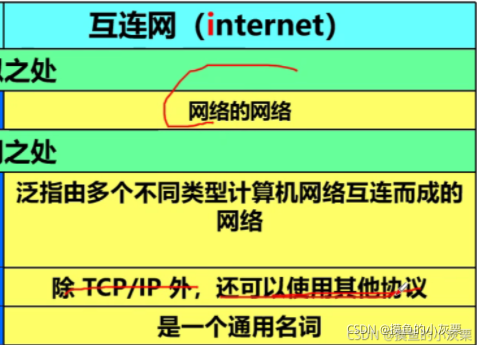 互连网（internet）
之处
网络的网络
之处
泛指由多个不同类型计算机网络互连而成的
网络
除 TCP/IP 外，还可以使用其他协议
是一个通用名词
CSDN @摸鱼的小灰栗